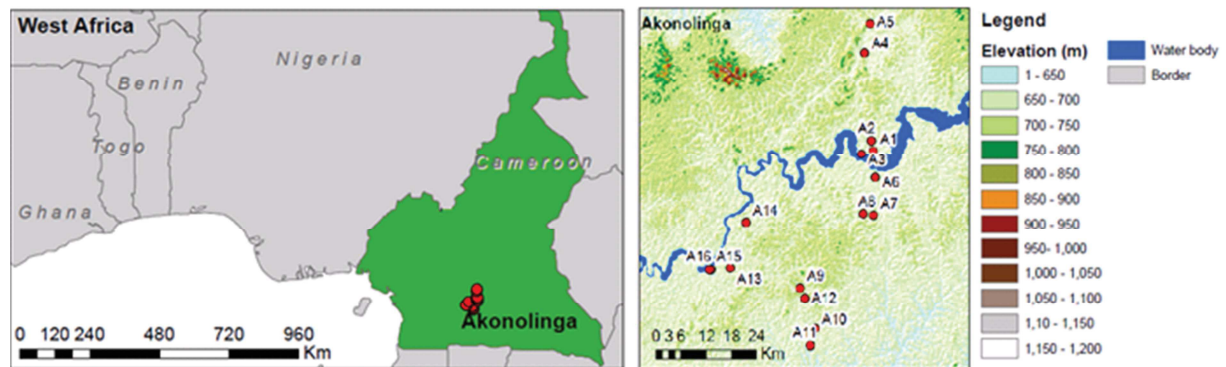 West Africa
Nigeria
Benin
Togo
Ghana
Cameroon
Akonolinga
0 120 240 480 720 960
Km
Akonolinga
A5
A4
A2
A1
A3
A6
A8 A7
A14
A16 A15
A13
A9
A12
A10
A11
0 3 6 12 18 24
Km
Legend
Elevation (m)
1 - 650
650 - 700
700 - 750
750 - 800
800 - 850
850 - 900
900 - 950
950- 1,000
1,000 - 1,050
1,050 - 1,100
1,10 - 1,150
1,150 - 1,200
Water body
Border